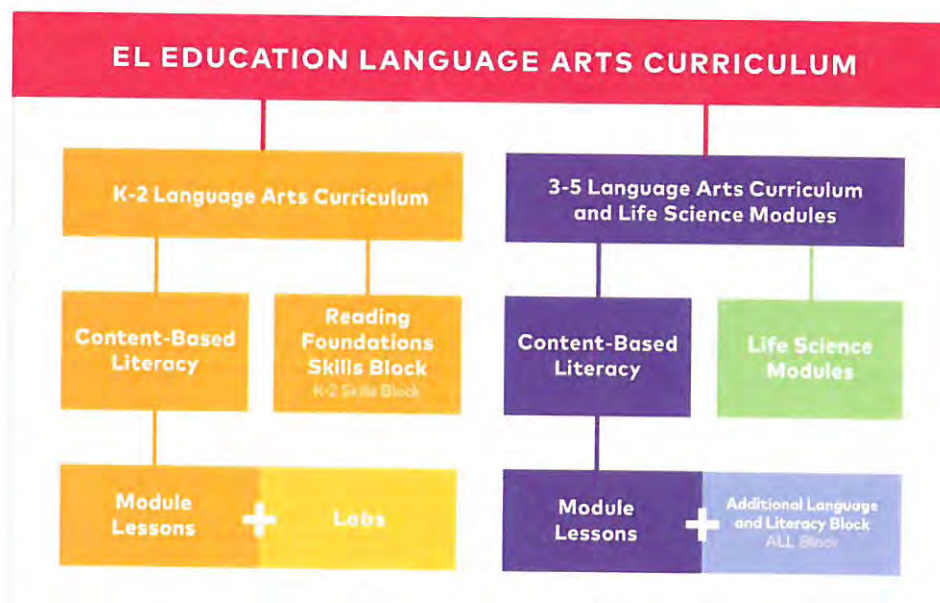 EL EDUCATION LANGUAGE ARTS CURRICULUM
K-2 Language Arts Curriculum
3-5 Language Arts Curriculum
and Life Science Modules
Content-Based
Literacy
Reading
Foundations
Skills Block
K-2 Skills Block
Content-Based
Literacy
Life Science
Modules
Module
Lessons
+
Labs
Module
Lessons
+
Additional Language
and Literacy Block
ALL Block